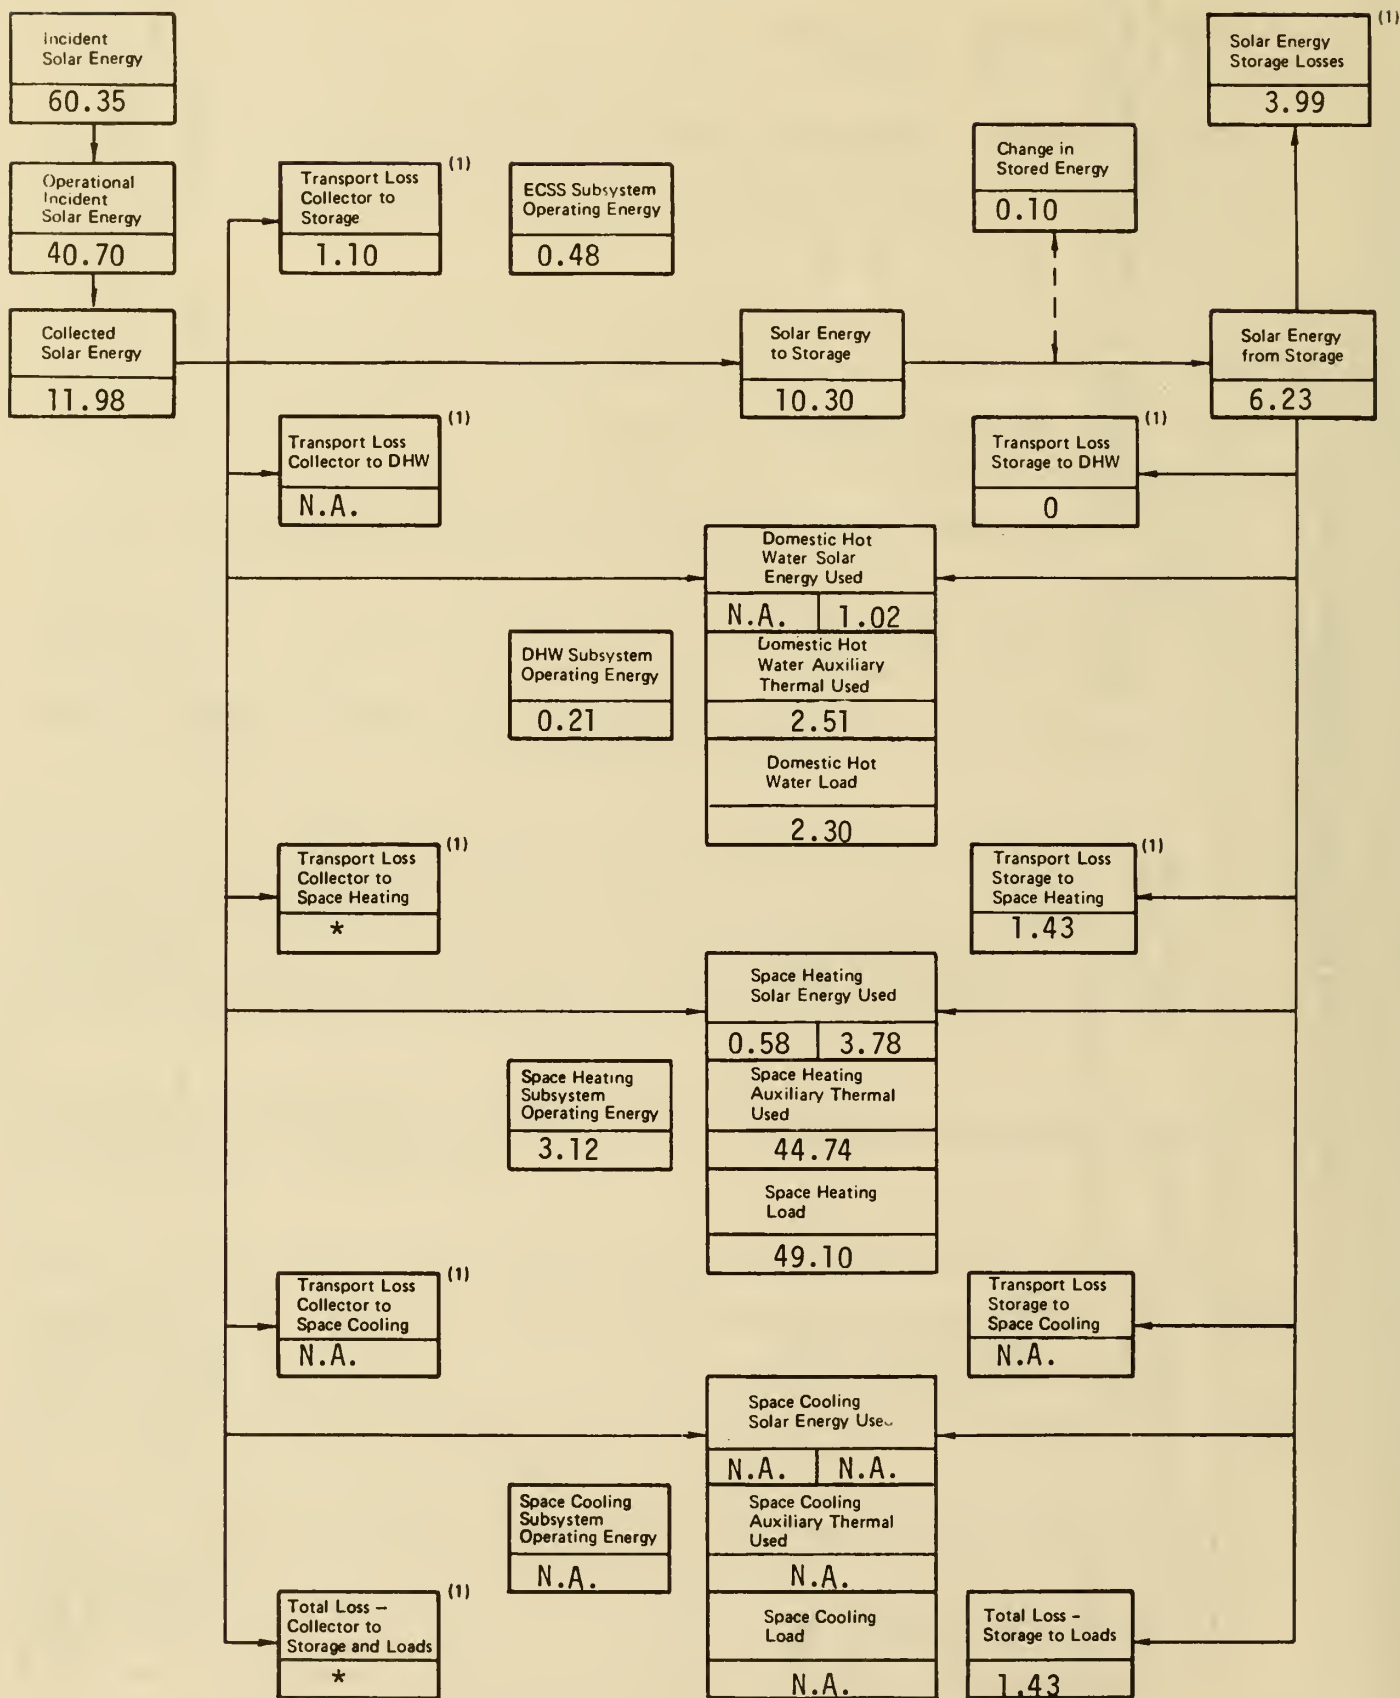 Incident
Solar Energy
60.35
Operational
Incident
Solar Energy
40.70
Collected
Solar Energy
11.98
Transport Loss
Collector to
Storage
1.10
(1)
ECSS Subsystem
Operating Energy
0.48
Solar Energy
to Storage
10.30
Change in
Stored Energy
0.10
Solar Energy
Storage Losses
3.99
(1)
Solar Energy
from Storage
6.23
Transport Loss
Collector to DHW
N.A.
(1)
Transport Loss
Storage to DHW
0
(1)
Domestic Hot
Water Solar
Energy Used
N.A. 1.02
Domestic Hot
Water Auxiliary
Thermal Used
2.51
Domestic Hot
Water Load
2.30
DHW Subsystem
Operating Energy
0.21
Transport Loss
Collector to
Space Heating
*
(1)
Transport Loss
Storage to
Space Heating
1.43
(1)
Space Heating
Solar Energy Used
0.58 3.78
Space Heating
Auxiliary Thermal
Used
44.74
Space Heating
Load
49.10
Space Heating
Subsystem
Operating Energy
3.12
Transport Loss
Collector to
Space Cooling
N.A.
(1)
Transport Loss
Storage to
Space Cooling
N.A.
Space Cooling
Solar Energy Use
N.A. N.A.
Space Cooling
Auxiliary Thermal
Used
N.A.
Space Cooling
Load
N.A.
Space Cooling
Subsystem
Operating Energy
N.A.
Total Loss –
Collector to
Storage and Loads
*
(1)
Total Loss –
Storage to Loads
1.43